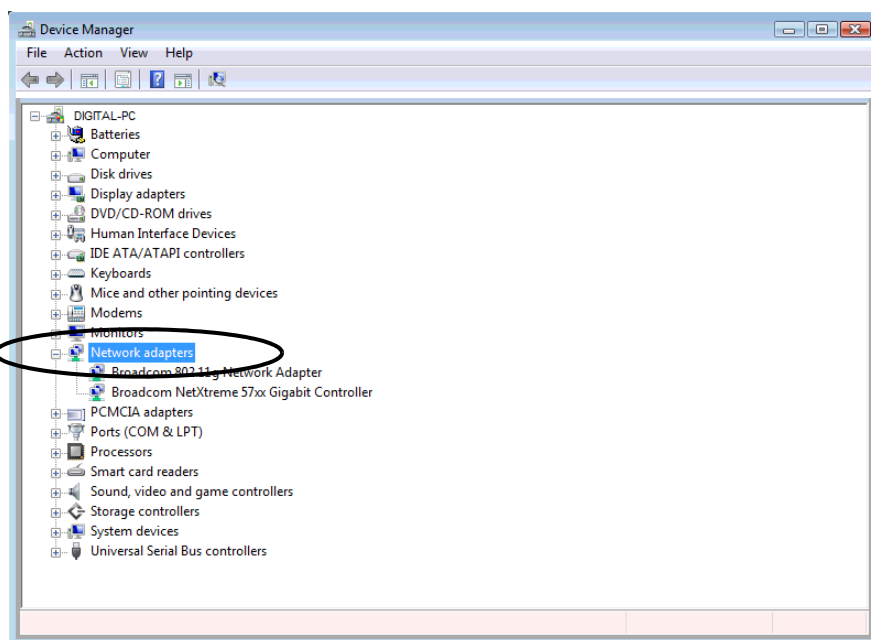 Device Manager
File Action View Help
DIGITAL-PC
Batteries
Computer
Disk drives
Display adapters
DVD/CD-ROM drives
Human Interface Devices
IDE ATA/ATAPI controllers
Keyboards
Mice and other pointing devices
Modems
Monitors
Network adapters
Broadcom 802.11g Network Adapter
Broadcom NetXtreme 57xx Gigabit Controller
PCMCIA adapters
Ports (COM & LPT)
Processors
Smart card readers
Sound, video and game controllers
Storage controllers
System devices
Universal Serial Bus controllers